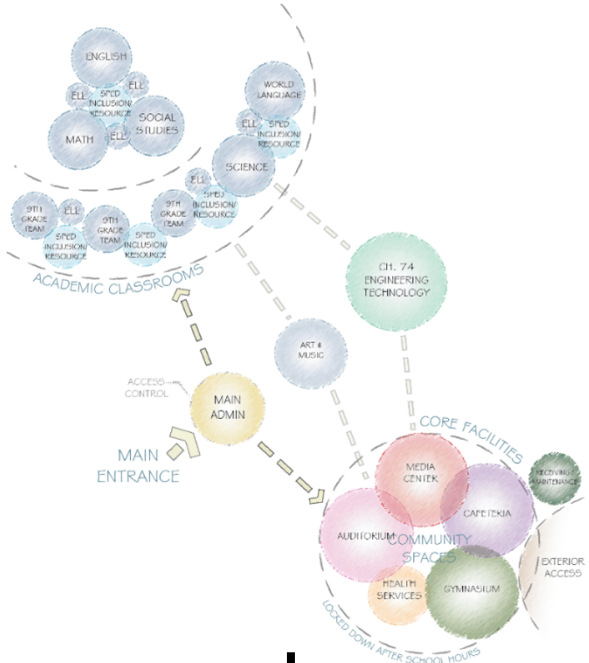 ENGLISH
ELL
SPED
INCLUSION/
RESOURCE
ELL
MATH
ELL
SOCIAL
STUDIES
WORLD
LANGUAGE
ELL
SPED
INCLUSION/
RESOURCE
SCIENCE
ELL
SPED
INCLUSION/
RESOURCE
9TH
GRADE
TEAM
ELL
SPED
INCLUSION/
RESOURCE
9TH
GRADE
TEAM
SPED
INCLUSION/
RESOURCE
9TH
GRADE
TEAM
ACADEMIC CLASSROOMS
CH. 74
ENGINEERING
TECHNOLOGY
ART &
MUSIC
ACCESS
CONTROL
MAIN
ADMIN
MAIN
ENTRANCE
CORE FACILITIES
MEDIA
CENTER
RECEIVING/
MAINTENANCE
CAFETERIA
AUDITORIUM
COMMUNITY
SPACES
EXTERIOR
ACCESS
HEALTH
SERVICES
GYMNASIUM
LOCKED DOWN AFTER SCHOOL HOURS